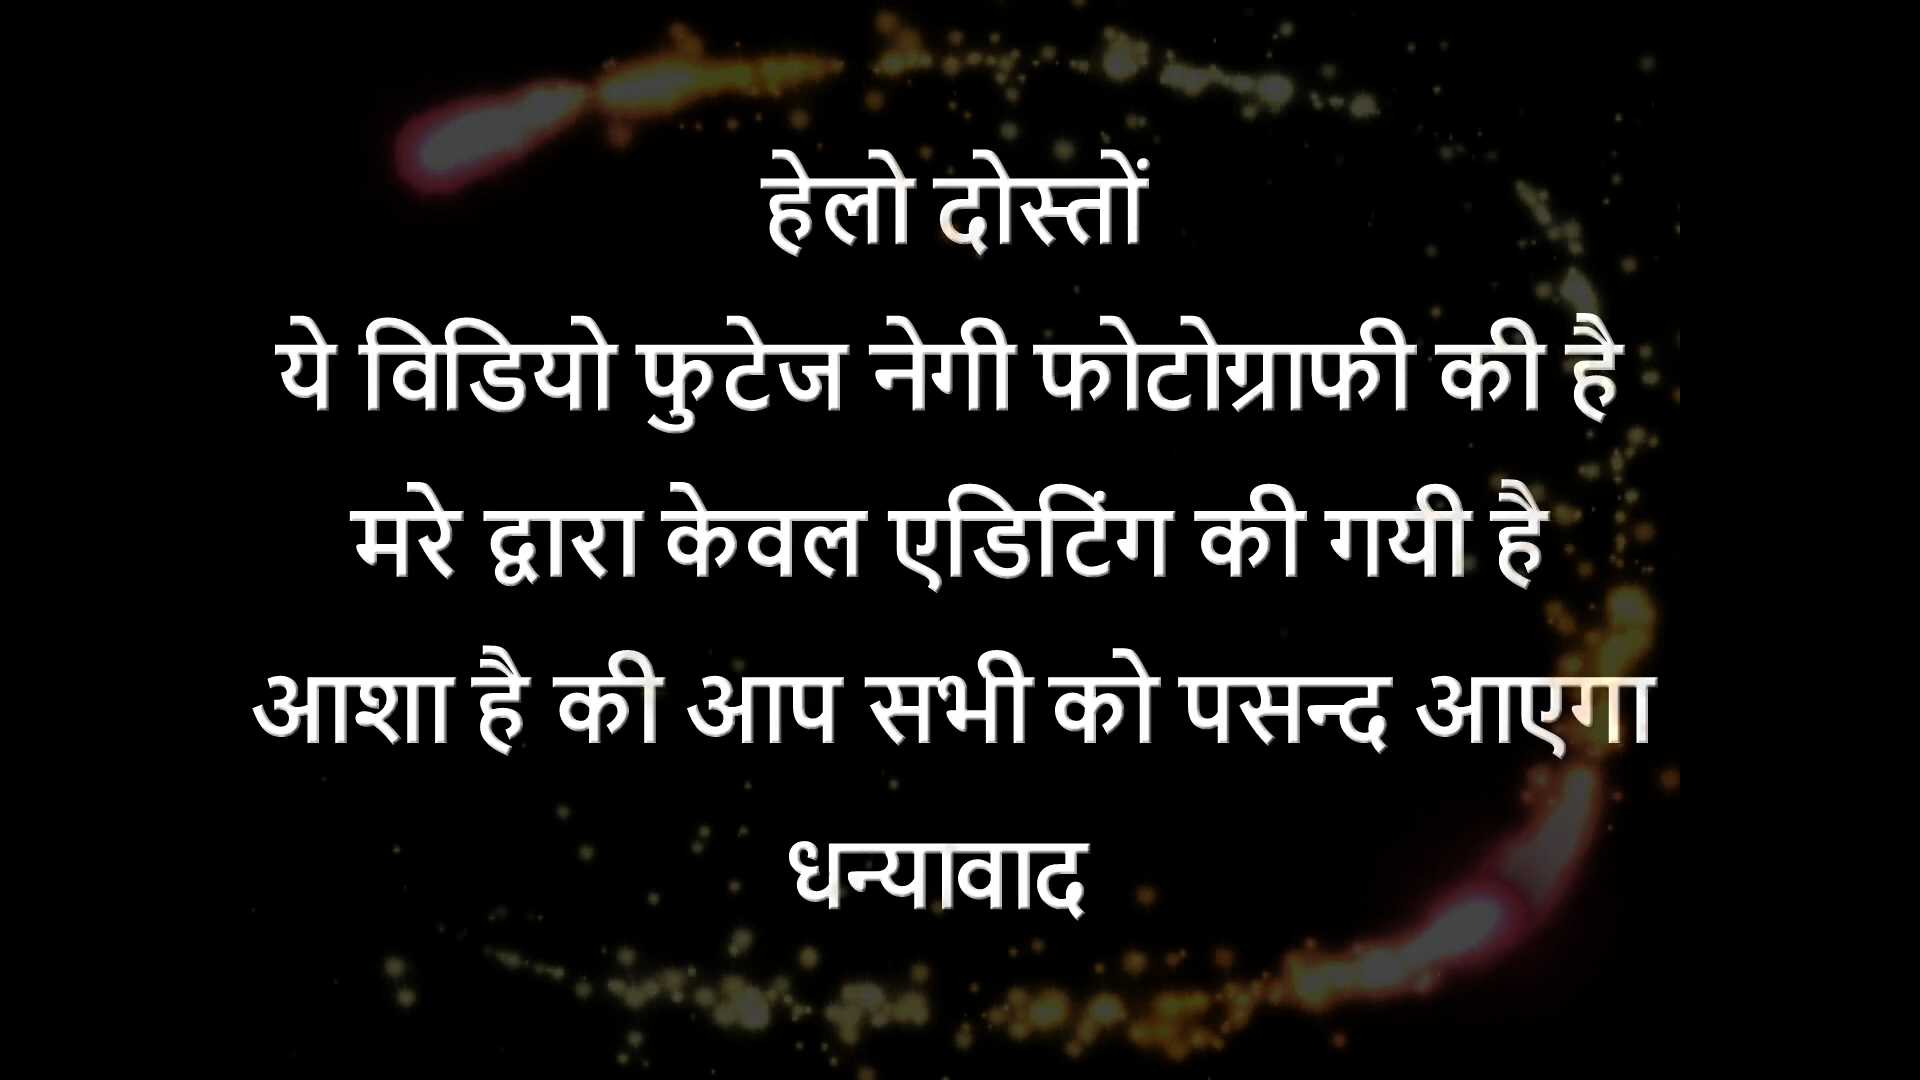 हेलो दोस्तों
ये विडियो फुटेज नेगी फोटोग्राफी की है
मरे द्वारा केवल एडिटिंग की गयी है
आशा है की आप सभी को पसन्द आएगा
धन्यावाद